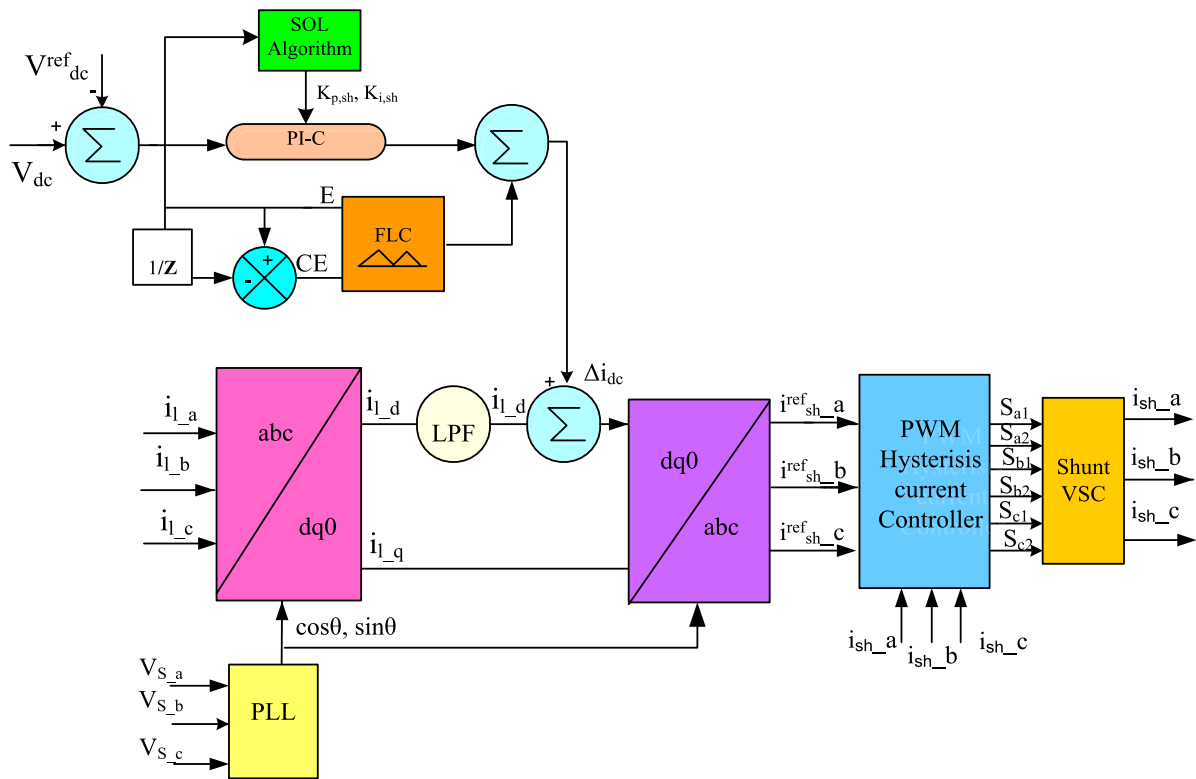 SOL
Algorithm
V^ref_dc
-
K_p,sh, K_i,sh
+
Σ
PI-C
Σ
V_dc
E
FLC
1/Z
+
-
CE
Δi_dc
+
i_l_a
i_l_b
i_l_c
abc
dq0
i_l_d
LPF
i_l_d
Σ
i_l_q
dq0
abc
i^ref_sh_a
i^ref_sh_b
i^ref_sh_c
PWM
Hysterisis
current
Controller
S_a1
S_a2
S_b1
S_b2
S_c1
S_c2
Shunt
VSC
i_sh_a
i_sh_b
i_sh_c
i_sh_a
i_sh_b
i_sh_c
cosθ, sinθ
V_S_a
V_S_b
V_S_c
PLL